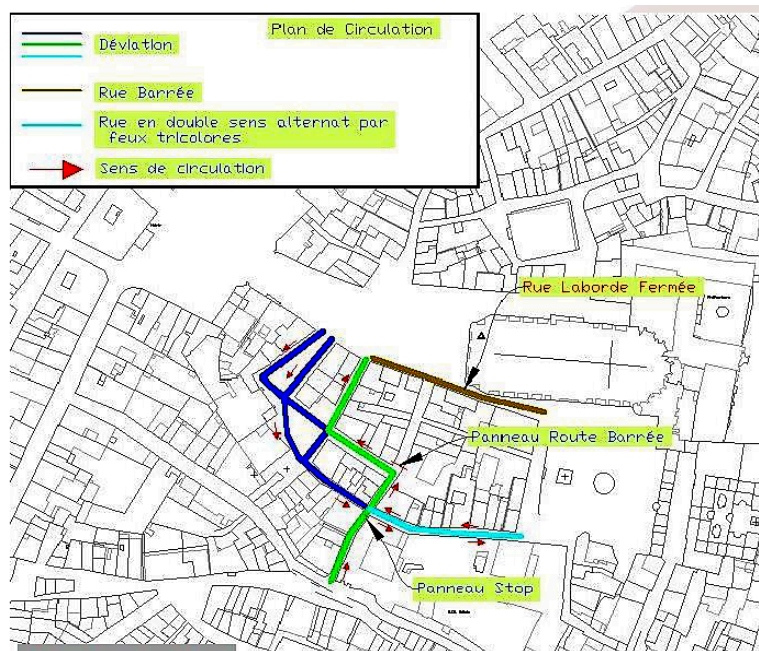 Plan de Circulation
Déviation
Rue Barrée
Rue en double sens alternat par
feux tricolores
Sens de circulation
Rue Laborde Fermée
Panneau Route Barrée
Panneau Stop